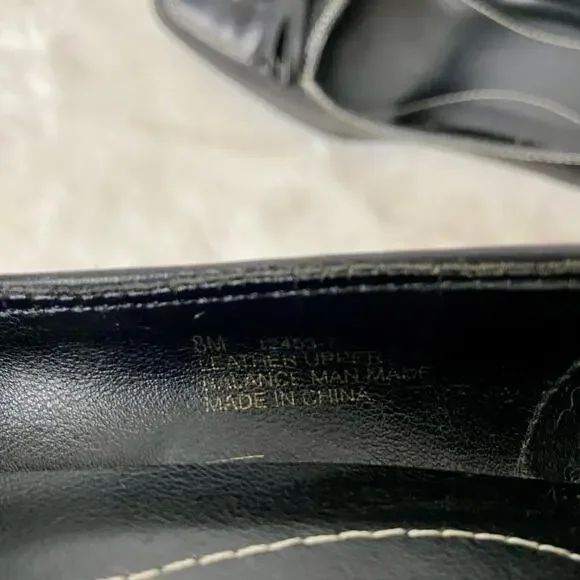 8M
LEATHER UPPER
BALANCE MAN MADE
MADE IN CHINA